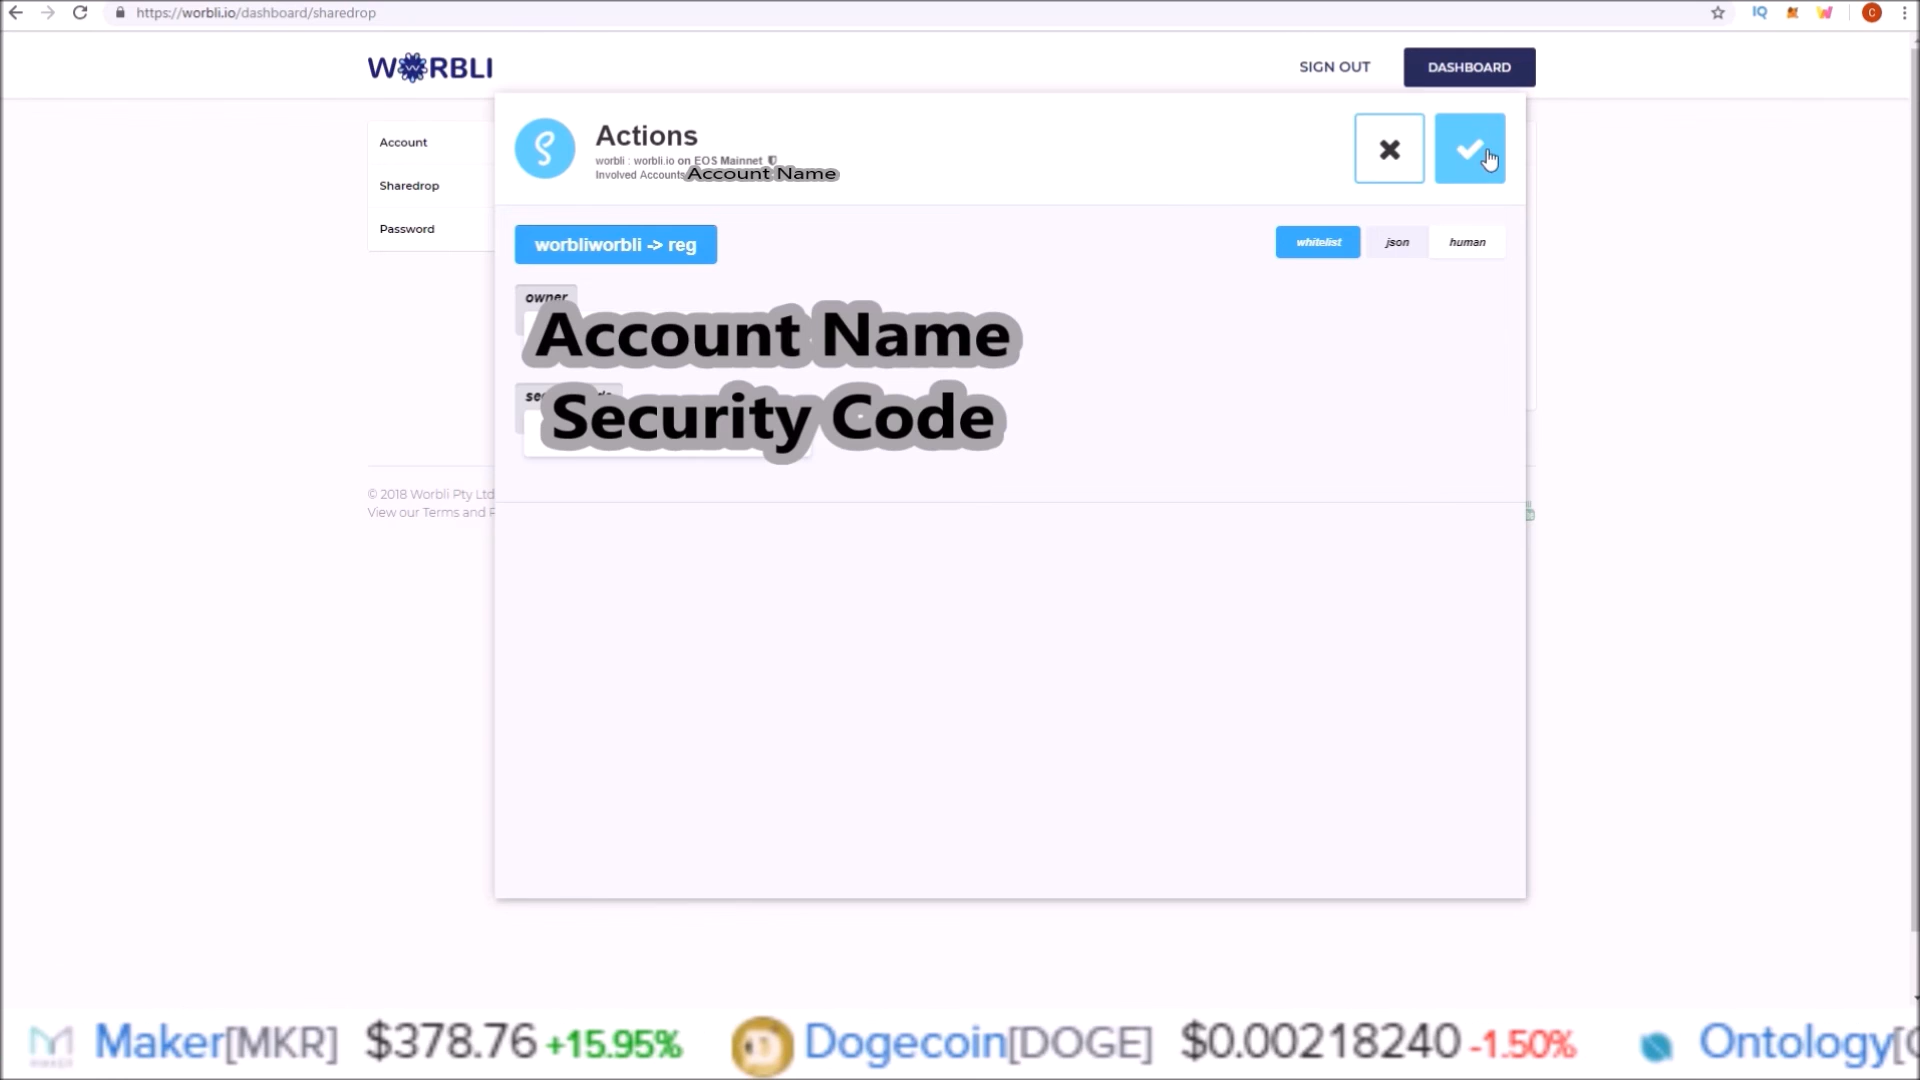 https://worbli.io/dashboard/sharedrop
IQ
C
WORBLI
SIGN OUT
DASHBOARD
Account
Sharedrop
Password
Actions
worbli : worbli.io on EOS Mainnet
Involved Accounts
Account Name
worbliworbli -> reg
whitelist
json
human
owner
Account Name
Security Code
© 2018 Worbli Pty Ltd
View our Terms and
Maker[MKR] $378.76 +15.95% Dogecoin[DOGE] $0.00218240 -1.50% Ontology[